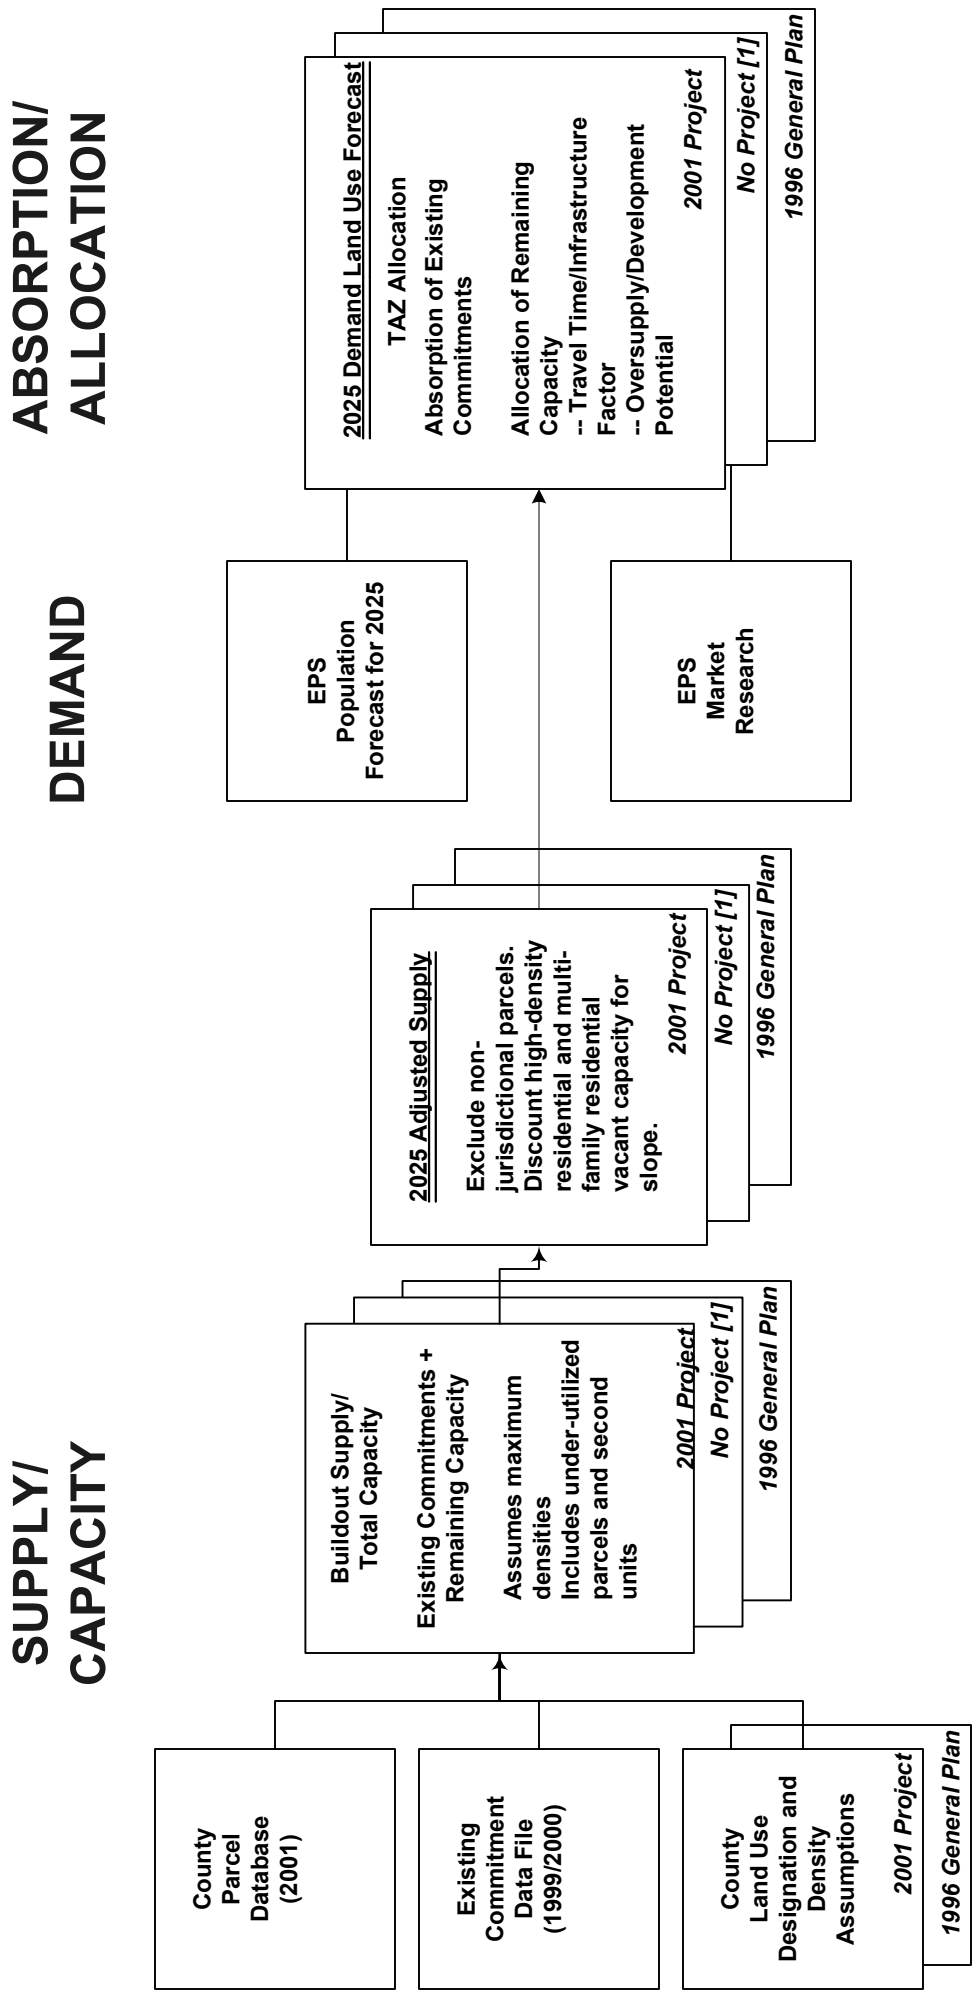 SUPPLY/
CAPACITY
DEMAND
ABSORPTION/
ALLOCATION
County
Parcel
Database
(2001)
Existing
Commitment
Data File
(1999/2000)
County
Land Use
Designation and
Density
Assumptions
2001 Project
1996 General Plan
Buildout Supply/
Total Capacity
Existing Commitments +
Remaining Capacity
Assumes maximum
densities
Includes under-utilized
parcels and second
units
2001 Project
No Project [1]
1996 General Plan
2025 Adjusted Supply
Exclude non-
jurisdictional parcels.
Discount high-density
residential and multi-
family residential
vacant capacity for
slope.
2001 Project
No Project [1]
1996 General Plan
EPS
Population
Forecast for 2025
EPS
Market
Research
2025 Demand Land Use Forecast
TAZ Allocation
Absorption of Existing
Commitments
Allocation of Remaining
Capacity
-- Travel Time/Infrastructure
Factor
-- Oversupply/Development
Potential
2001 Project
No Project [1]
1996 General Plan